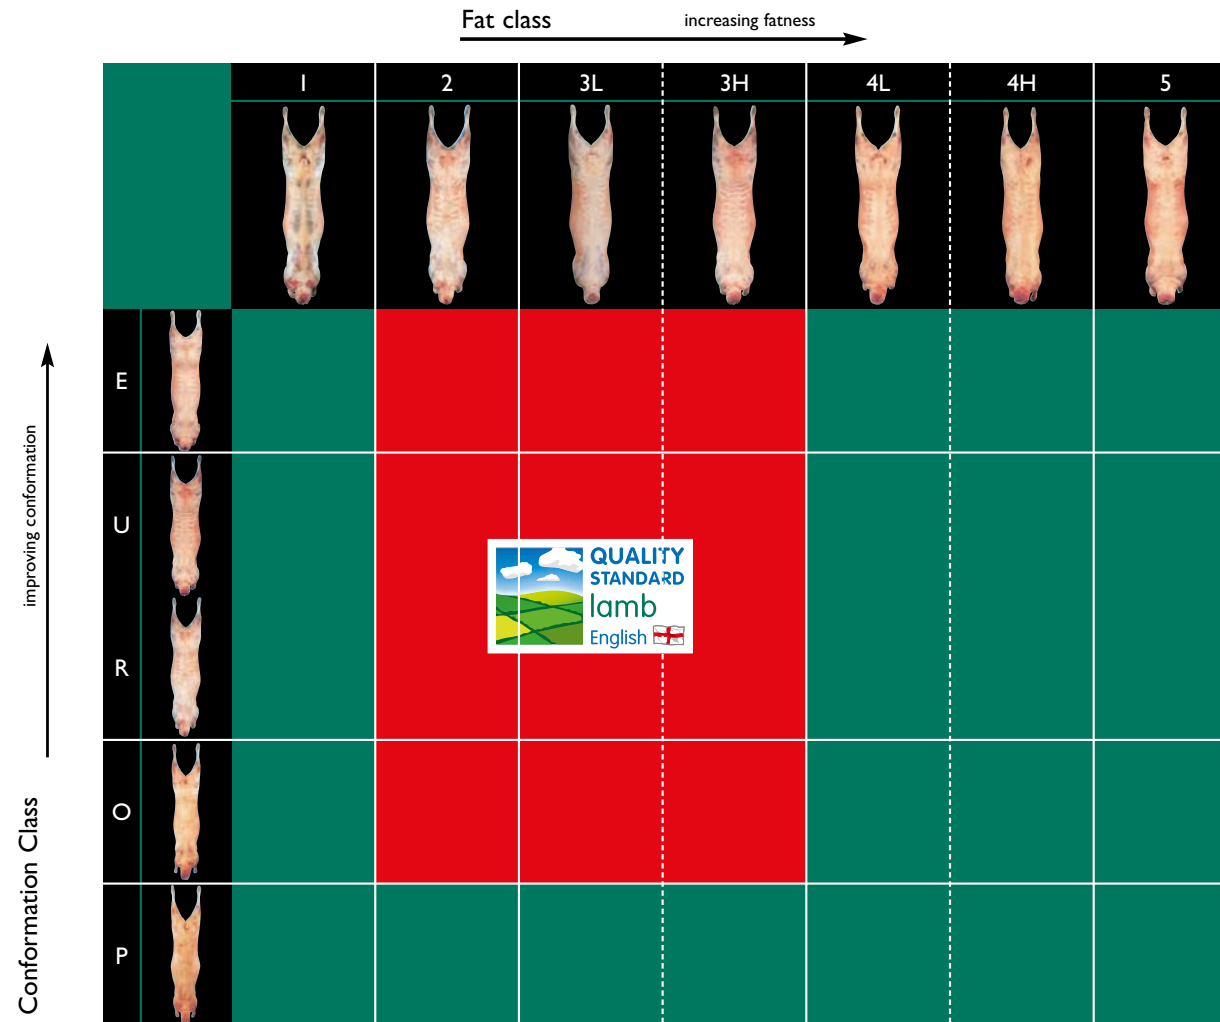 Fat class
increasing fatness
1
2
3L
3H
4L
4H
5
E
U
R
O
P
improving conformation
Conformation Class
QUALITY
STANDARD
lamb
English